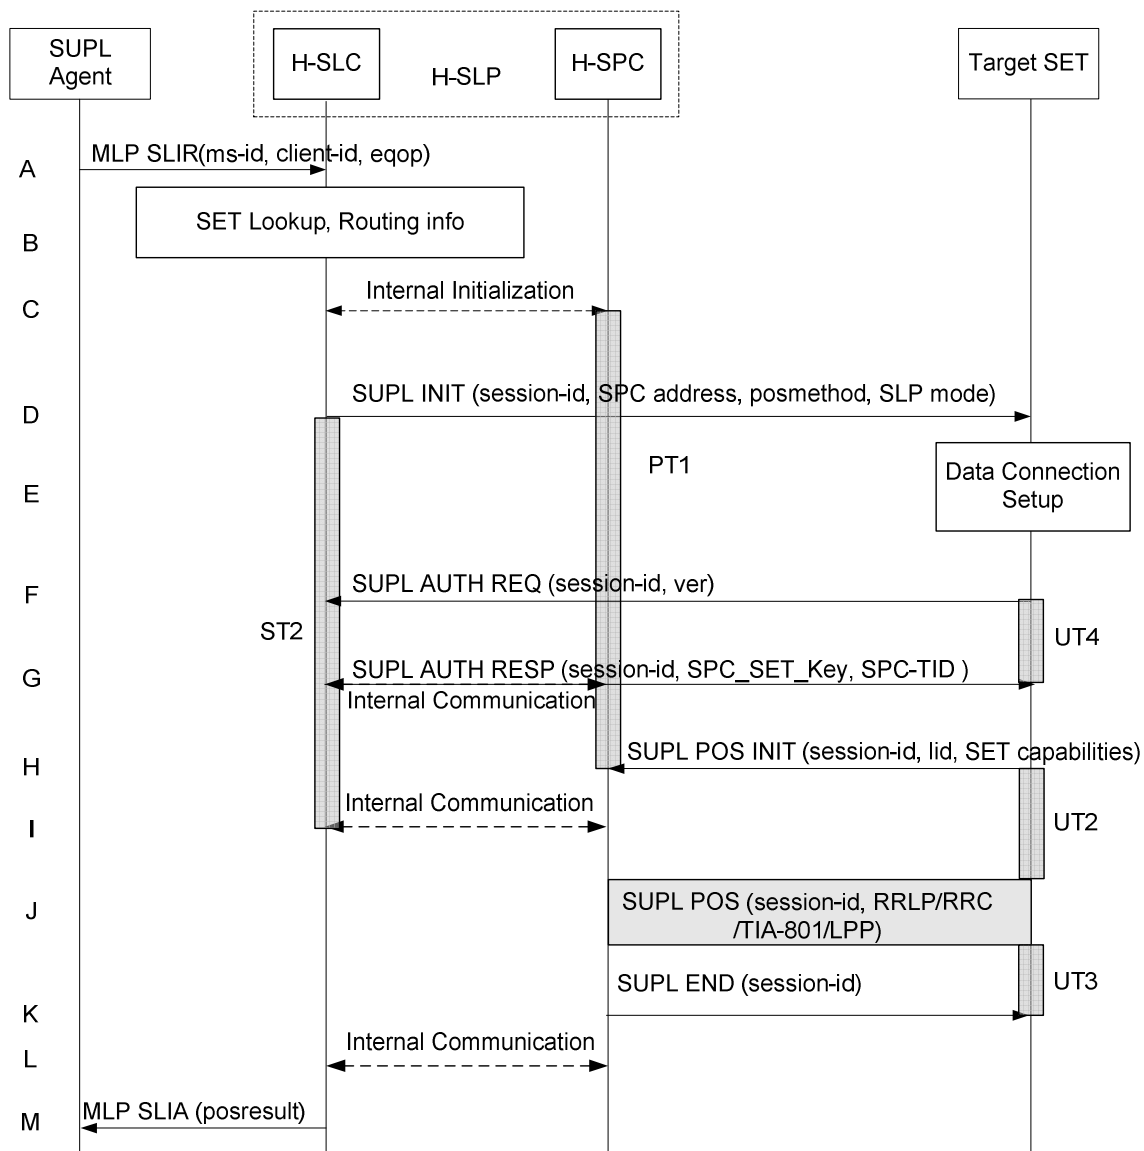 SUPL
Agent
H-SLC
H-SLP
H-SPC
Target SET
A
MLP SLIR(ms-id, client-id, eqop)
B
SET Lookup, Routing info
C
Internal Initialization
D
SUPL INIT (session-id, SPC address, posmethod, SLP mode)
PT1
E
Data Connection
Setup
F
SUPL AUTH REQ (session-id, ver)
ST2
UT4
G
SUPL AUTH RESP (session-id, SPC_SET_Key, SPC-TID )
Internal Communication
H
SUPL POS INIT (session-id, lid, SET capabilities)
I
Internal Communication
UT2
J
SUPL POS (session-id, RRLP/RRC
/TIA-801/LPP)
UT3
K
SUPL END (session-id)
L
Internal Communication
M
MLP SLIA (posresult)